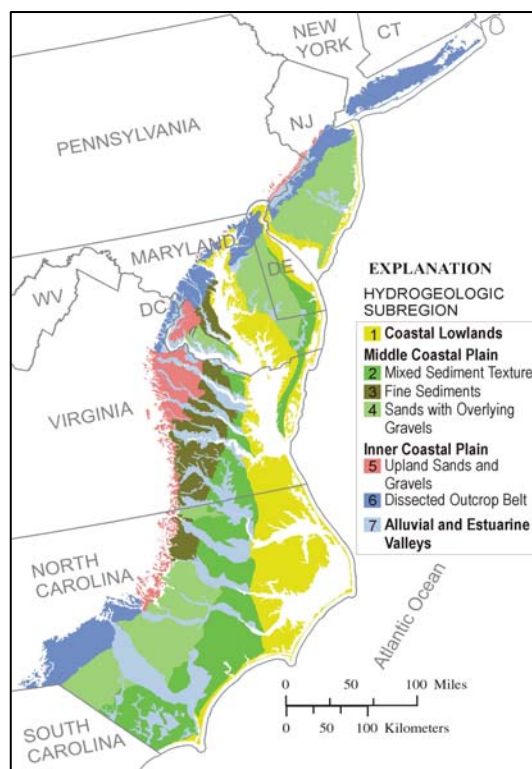 NEW
YORK
CT
PENNSYLVANIA
NJ
MARYLAND
DE
WV
DC
VIRGINIA
NORTH
CAROLINA
SOUTH
CAROLINA
Atlantic Ocean
EXPLANATION
HYDROGEOLOGIC
SUBREGION
1 Coastal Lowlands
Middle Coastal Plain
2 Mixed Sediment Texture
3 Fine Sediments
4 Sands with Overlying
Gravels
Inner Coastal Plain
5 Upland Sands and
Gravels
6 Dissected Outcrop Belt
7 Alluvial and Estuarine
Valleys
0 50 100 Miles
0 50 100 Kilometers